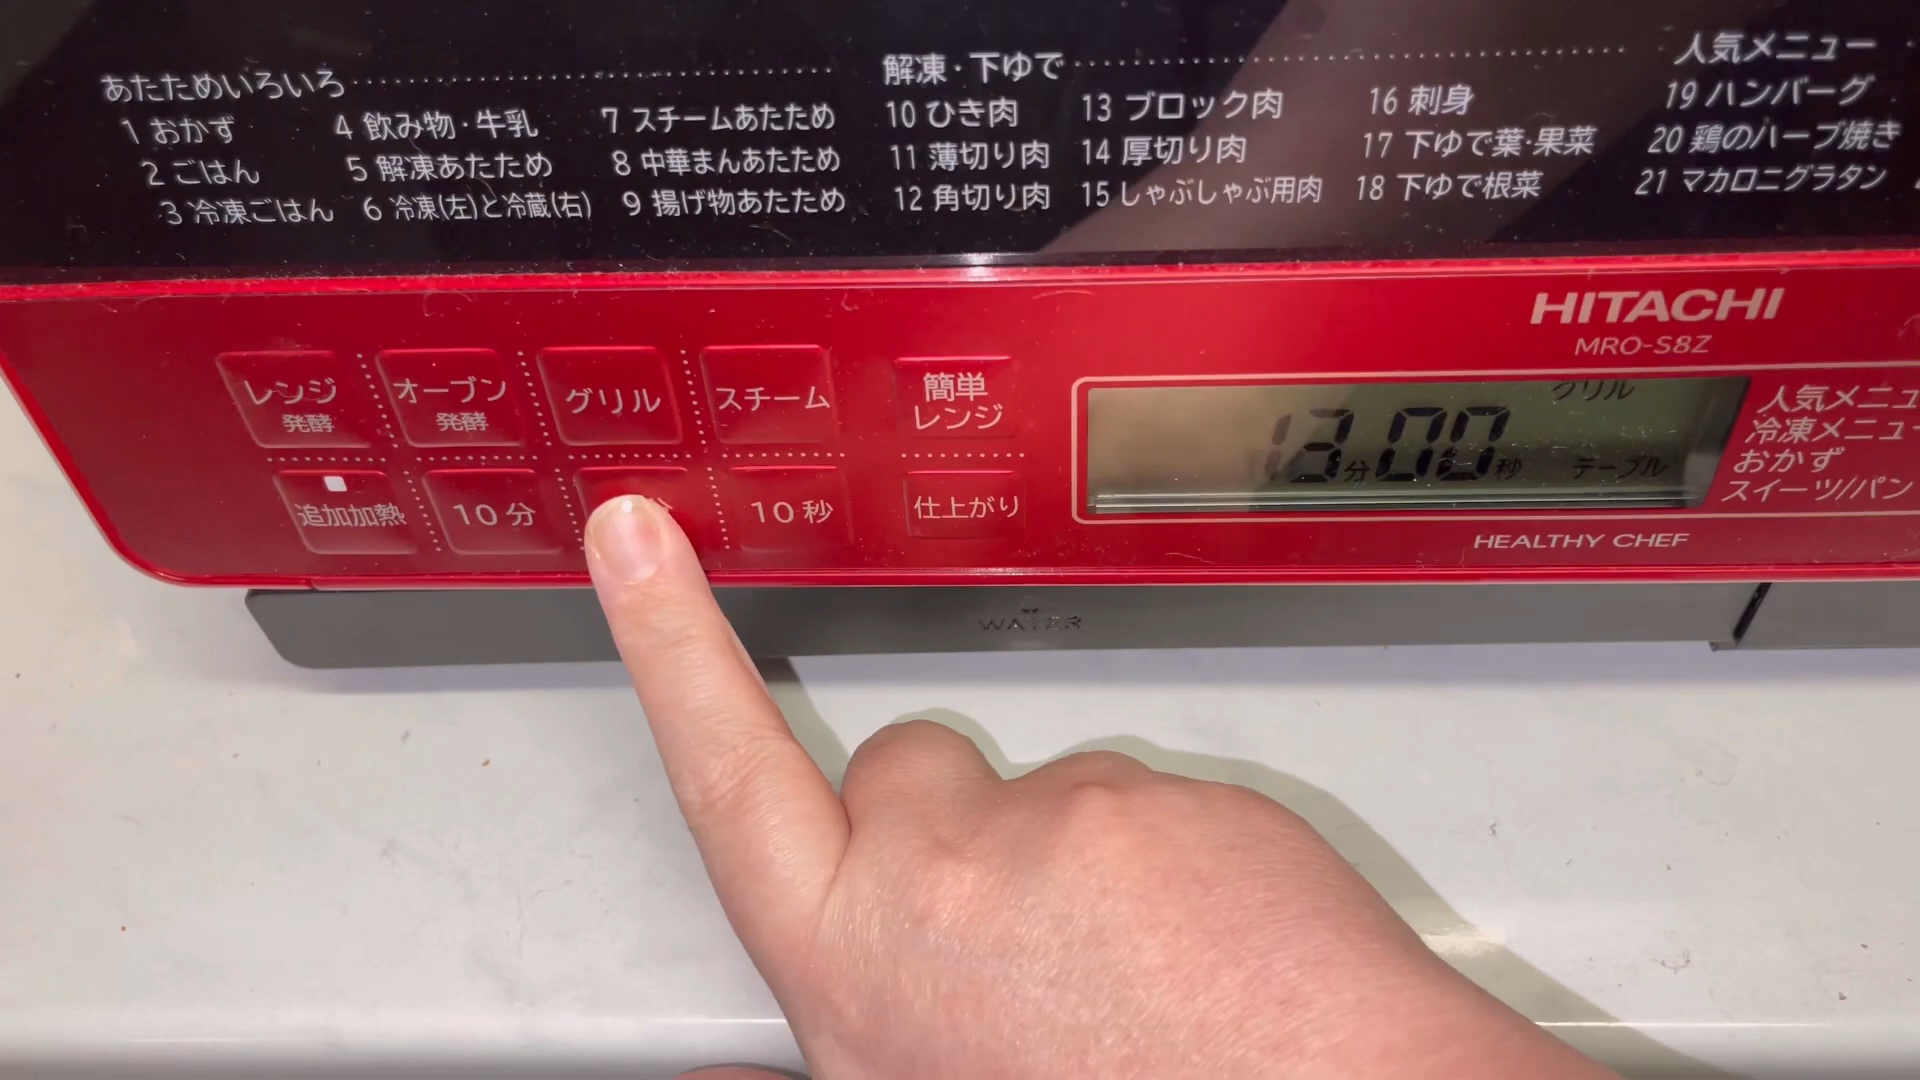 あたためいろいろ
1 おかず
2 ごはん
3 冷凍ごはん
4 飲み物・牛乳
5 解凍あたため
6 冷凍(左)と冷蔵(右)
7 スチームあたため
8 中華まんあたため
9 揚げ物あたため
解凍・下ゆで
10 ひき肉
11 薄切り肉
12 角切り肉
13 ブロック肉
14 厚切り肉
15 しゃぶしゃぶ用肉
16 刺身
17 下ゆで葉・果菜
18 下ゆで根菜
人気メニュー
19 ハンバーグ
20 鶏のハーブ焼き
21 マカロニグラタン
HITACHI
MRO-S8Z
レンジ
発酵
オーブン
発酵
グリル
スチーム
簡単
レンジ
追加加熱
10分
分
10秒
仕上がり
グリル
13分00秒
テーブル
人気メニュ
冷凍メニュー
おかず
スイーツ/パン
HEALTHY CHEF
WATER